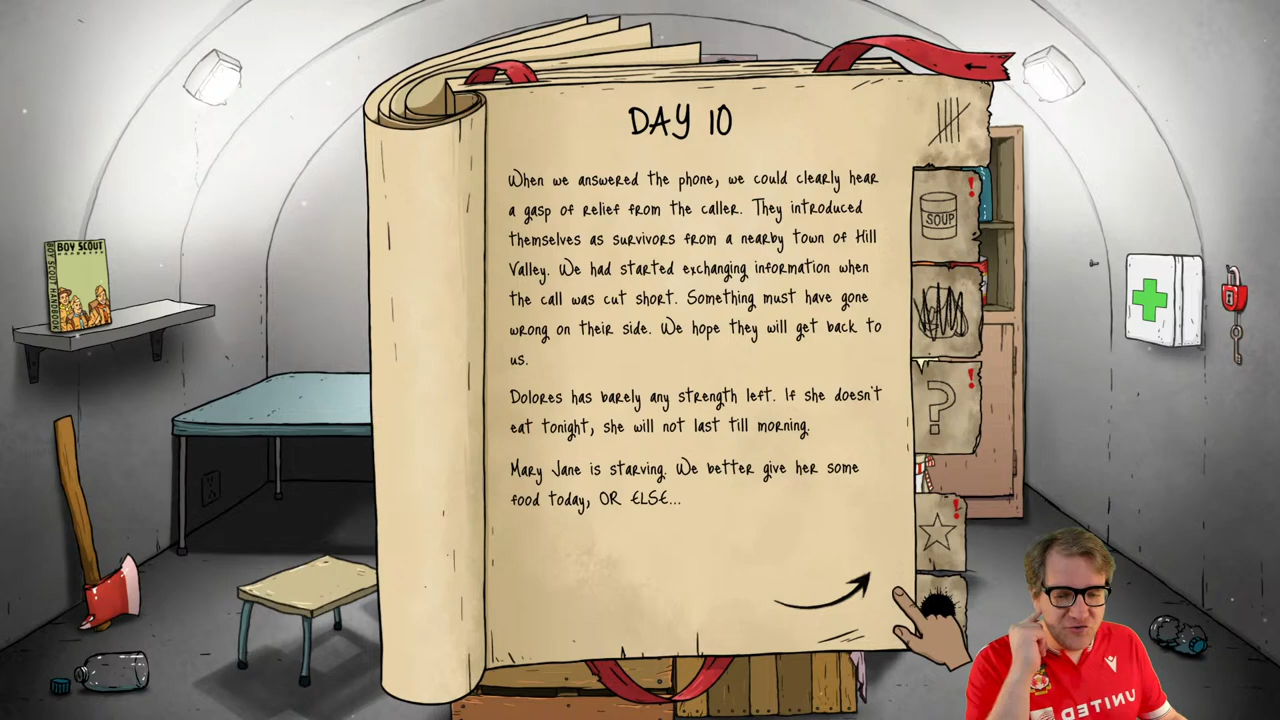 DAY 10
When we answered the phone, we could clearly hear
a gasp of relief from the caller. They introduced
themselves as survivors from a nearby town of Hill
Valley. We had started exchanging information when
the call was cut short. Something must have gone
wrong on their side. We hope they will get back to
us.
Dolores has barely any strength left. If she doesn't
eat tonight, she will not last till morning.
Mary Jane is starving. We better give her some
food today, OR ELSE...
SOUP
!
?
!
!
BOY SCOUT
HANDBOOK
BOY SCOUT HANDBOOK
UNITED